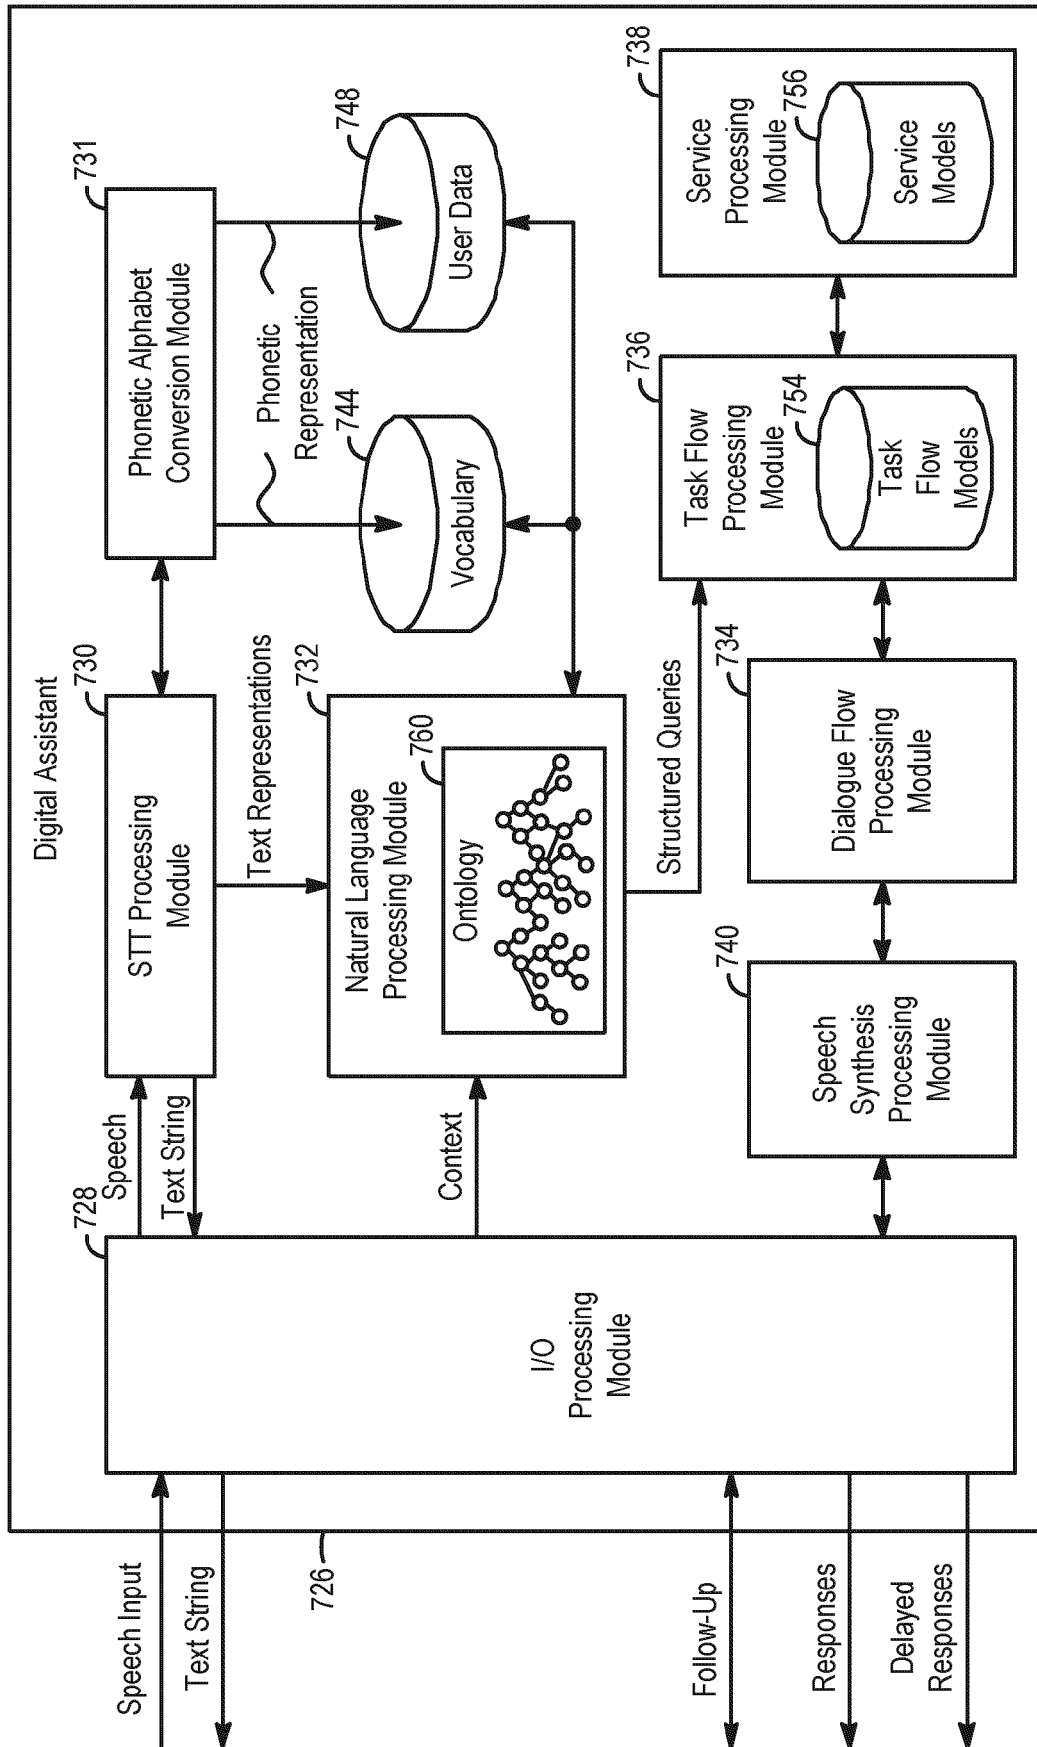 Digital Assistant
Speech Input
Text String
726
Follow-Up
Responses
Delayed
Responses
728
I/O
Processing
Module
Speech
Text String
Context
730
STT Processing
Module
Text Representations
731
Phonetic Alphabet
Conversion Module
Phonetic
Representation
744
Vocabulary
748
User Data
732
Natural Language
Processing Module
760
Ontology
Structured Queries
740
Speech
Synthesis
Processing
Module
734
Dialogue Flow
Processing
Module
736
Task Flow
Processing
Module
754
Task
Flow
Models
738
Service
Processing
Module
756
Service
Models